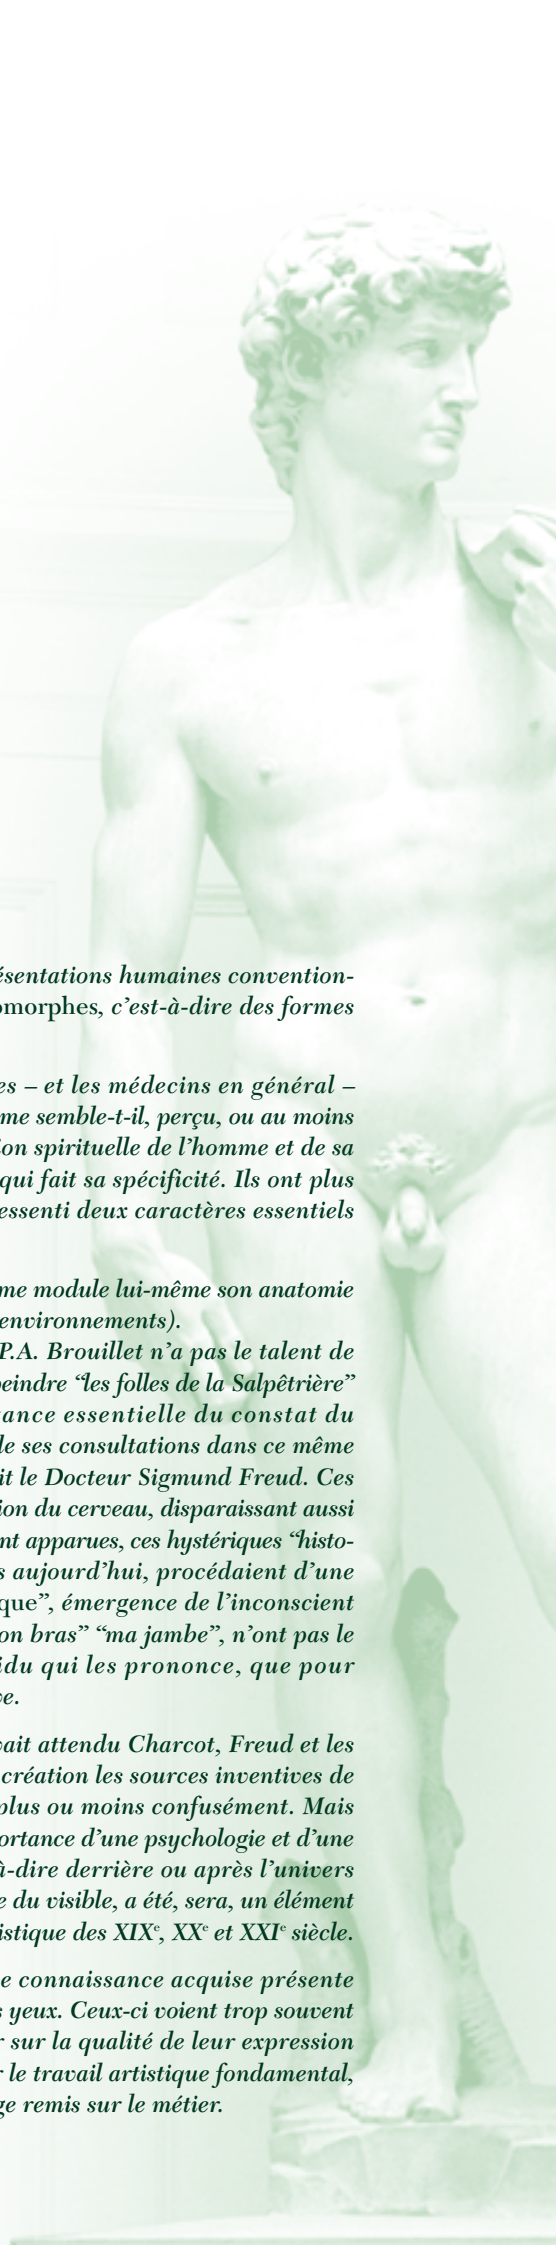 ésentations humaines convention-
omorphes, c’est-à-dire des formes
es – et les médecins en général –
me semble-t-il, perçu, ou au moins
ion spirituelle de l’homme et de sa
qui fait sa spécificité. Ils ont plus
essenti deux caractères essentiels
me module lui-même son anatomie
environnements).
P.A. Brouillet n’a pas le talent de
peindre “les folles de la Salpêtrière”
tance essentielle du constat du
le ses consultations dans ce même
it le Docteur Sigmund Freud. Ces
ion du cerveau, disparaissant aussi
nt apparues, ces hystériques “histo-
s aujourd’hui, procédaient d’une
que”, émergence de l’inconscient
on bras” “ma jambe”, n’ont pas le
idu qui les prononce, que pour
ve.
vait attendu Charcot, Freud et les
création les sources inventives de
plus ou moins confusément. Mais
ortance d’une psychologie et d’une
à-dire derrière ou après l’univers
e du visible, a été, sera, un élément
istique des XIXe, XXe et XXIe siècle.
e connaissance acquise présente
s yeux. Ceux-ci voient trop souvent
r sur la qualité de leur expression
r le travail artistique fondamental,
ge remis sur le métier.